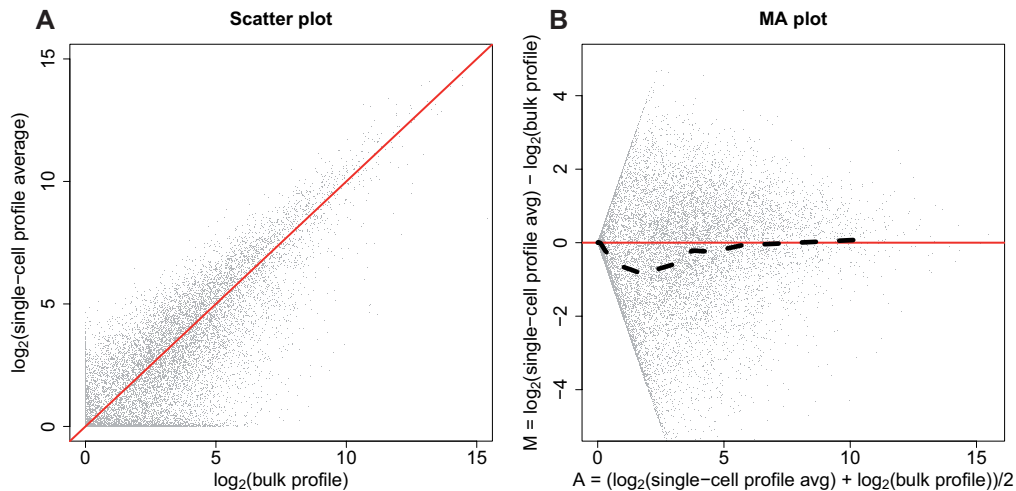 A
Scatter plot
15
10
5
0
log₂(single−cell profile average)
0
5
10
15
log₂(bulk profile)
B
MA plot
4
2
0
−2
−4
M = log₂(single−cell profile avg) − log₂(bulk profile)
0
5
10
15
A = (log₂(single−cell profile avg) + log₂(bulk profile))/2